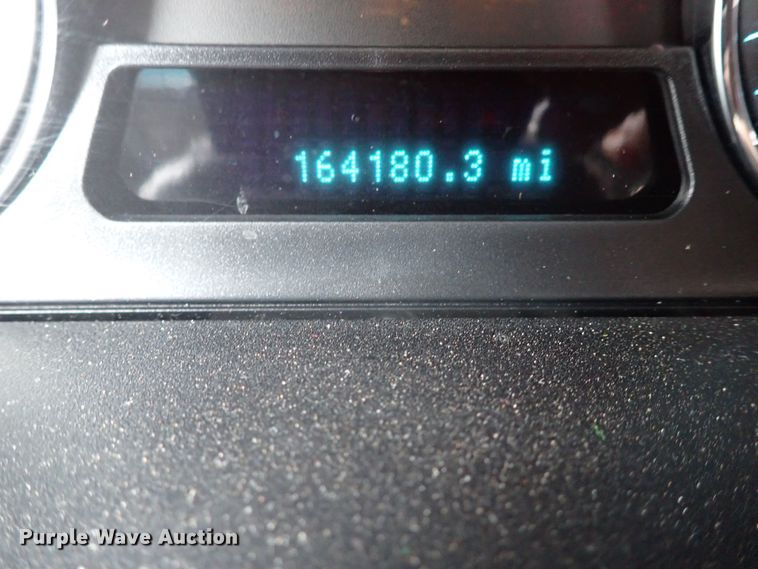 164180.3 mi
Purple Wave Auction